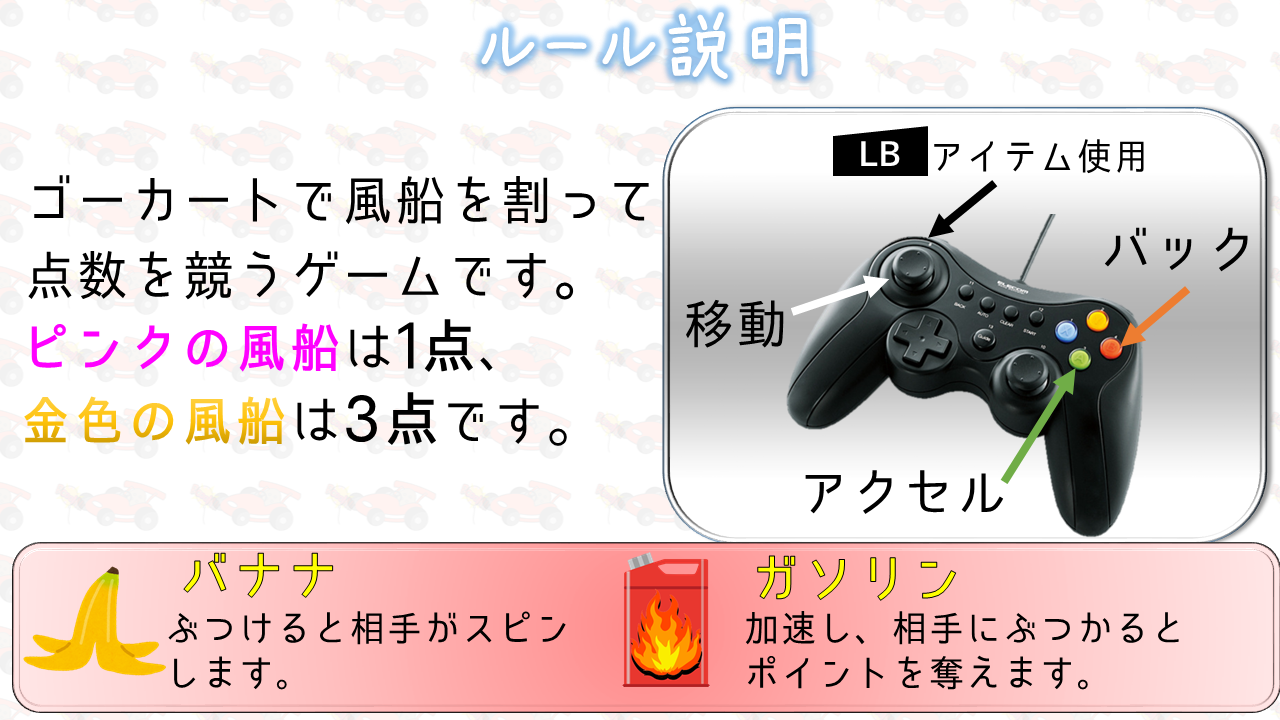 ルール説明
ゴーカートで風船を割って
点数を競うゲームです。
ピンクの風船は1点、
金色の風船は3点です。
LB アイテム使用
バック
移動
アクセル
ELECOM
BACK
AUTO
CLEAR
START
バナナ
ぶつけると相手がスピン
します。
ガソリン
加速し、相手にぶつかると
ポイントを奪えます。